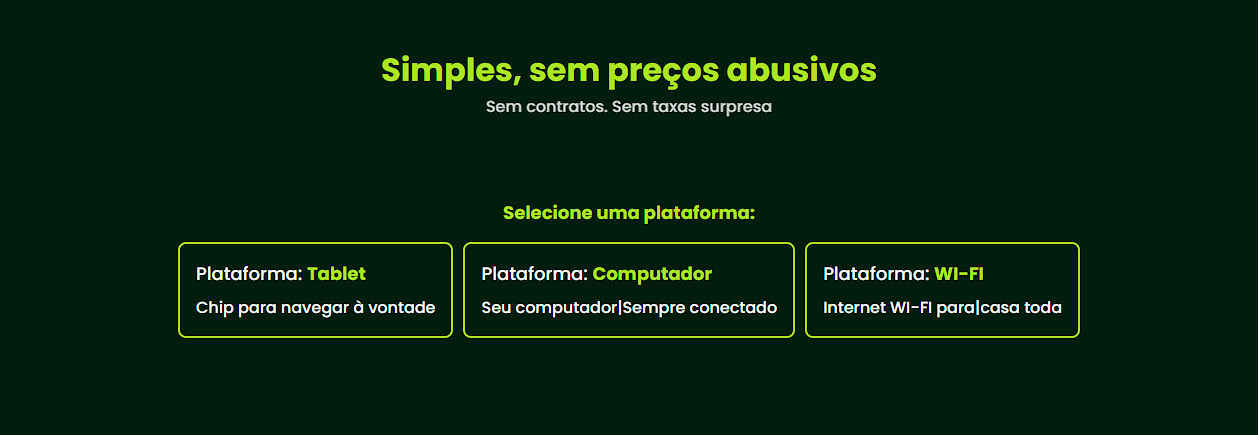 Simples, sem preços abusivos
Sem contratos. Sem taxas surpresa
Selecione uma plataforma:
Plataforma: Tablet
Chip para navegar à vontade
Plataforma: Computador
Seu computador|Sempre conectado
Plataforma: WI-FI
Internet WI-FI para|casa toda